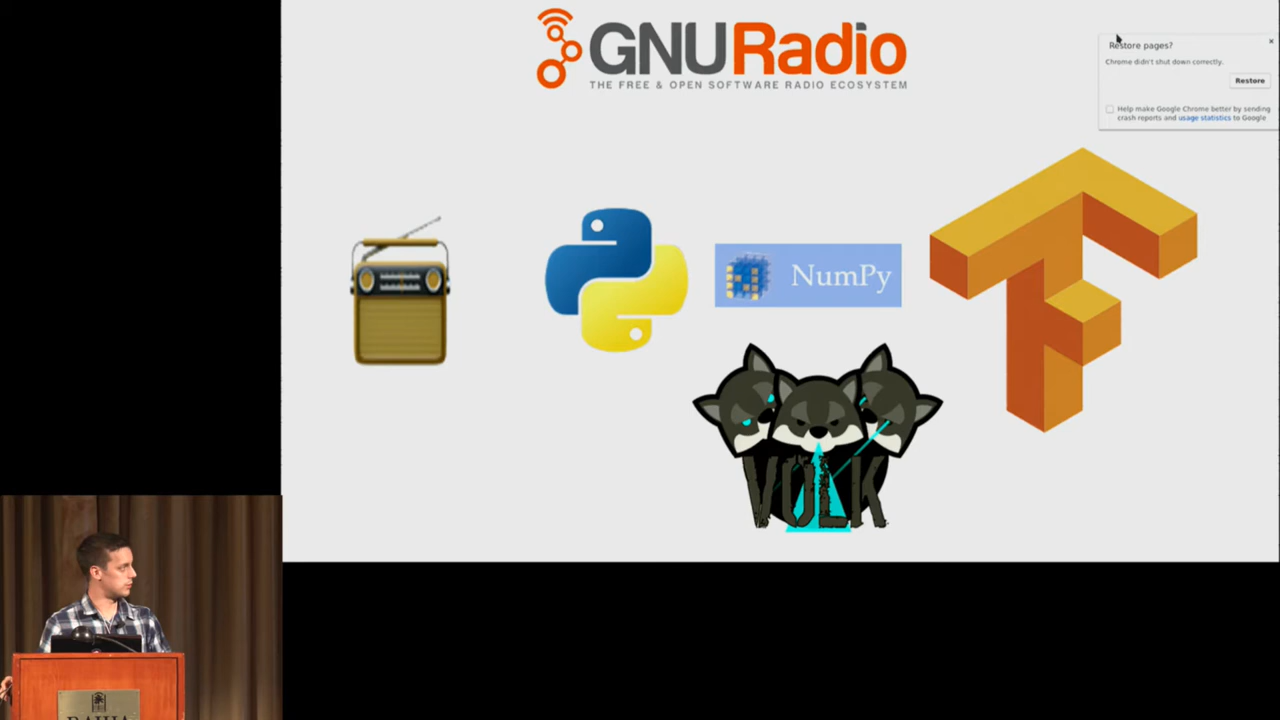 GNURadio
THE FREE & OPEN SOFTWARE RADIO ECOSYSTEM
Restore pages?
Chrome didn't shut down correctly.
Restore
Help make Google Chrome better by sending
crash reports and usage statistics to Google
NumPy
VOLK